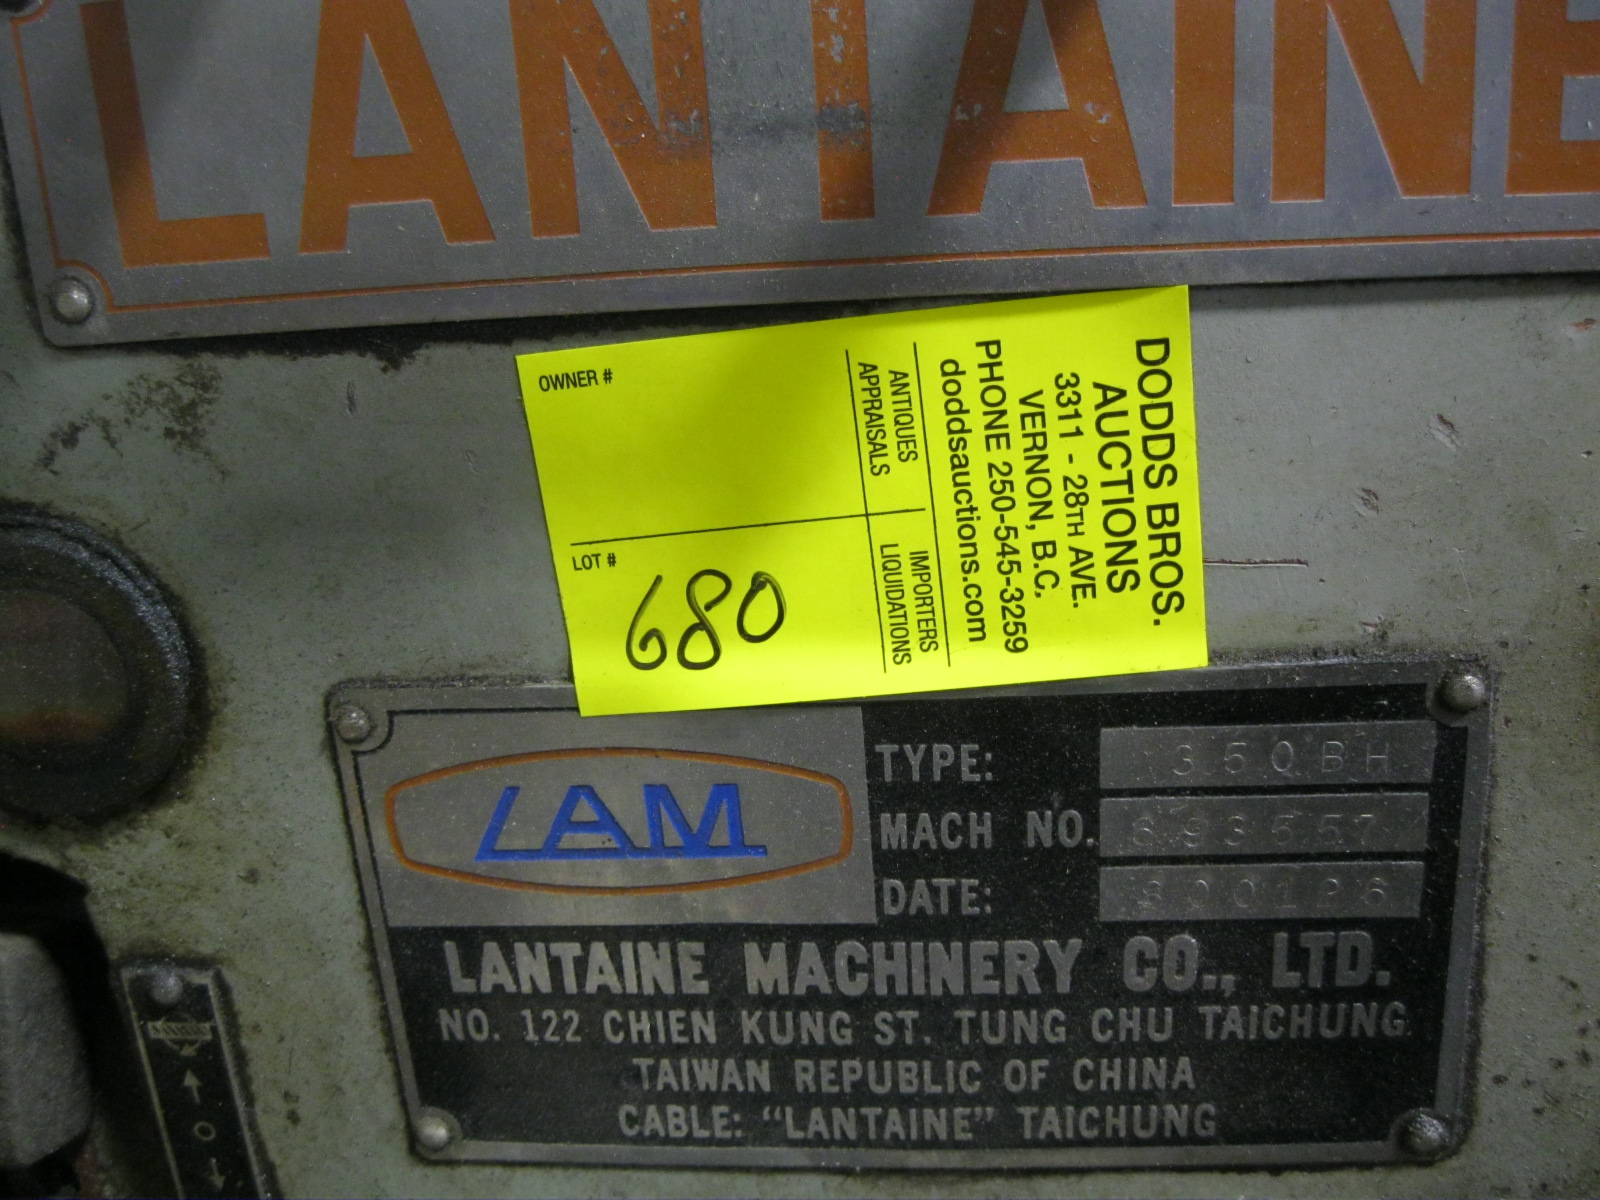 LANTAINE
OWNER #
LOT #
680
ANTIQUES
APPRAISALS
IMPORTERS
LIQUIDATIONS
DODDS BROS.
AUCTIONS
3311 - 28TH AVE.
VERNON, B.C.
PHONE 250-545-3259
doddsauctions.com
LAM
TYPE: 350BH
MACH NO. 693557
DATE: 
LANTAINE MACHINERY CO., LTD.
NO. 122 CHIEN KUNG ST. TUNG CHU TAICHUNG
TAIWAN REPUBLIC OF CHINA
CABLE: "LANTAINE" TAICHUNG
O